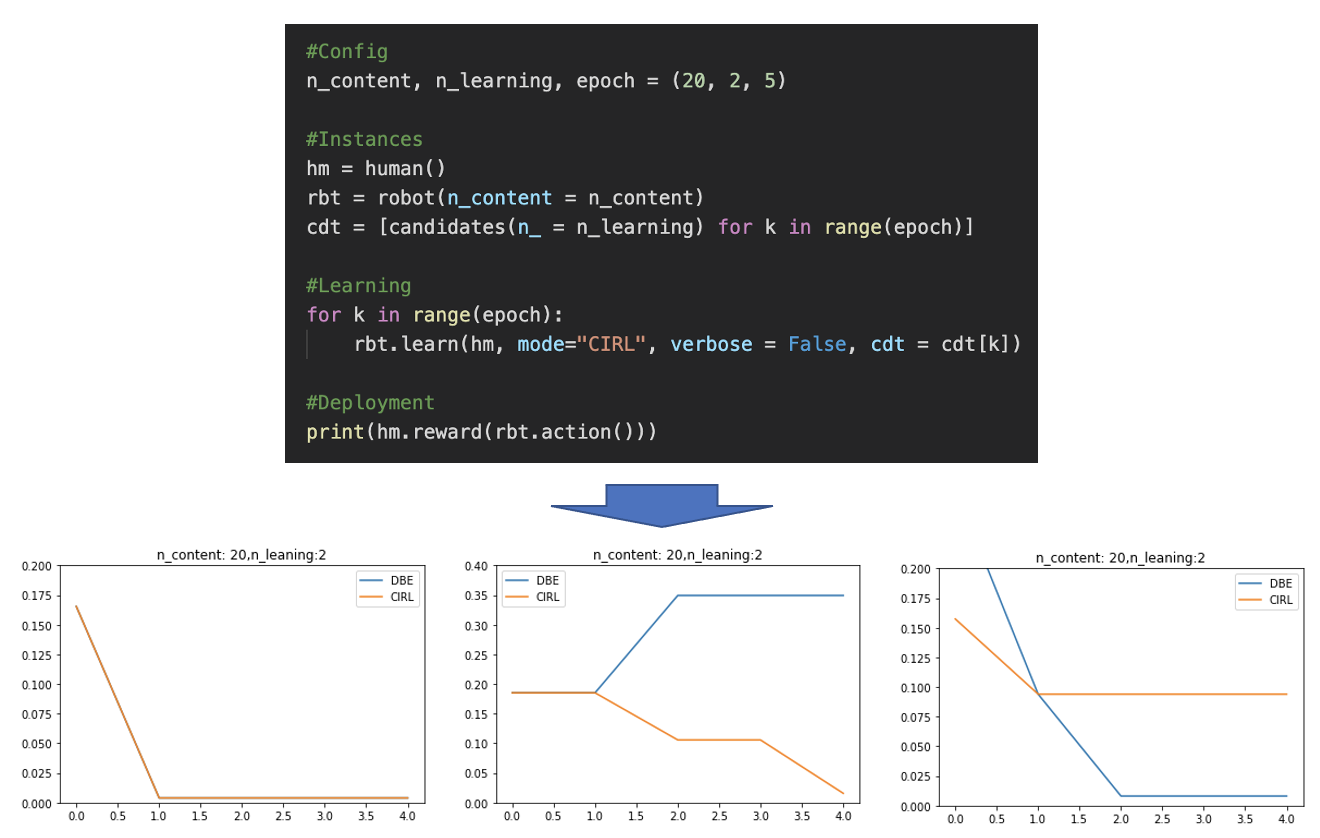 #Config
n_content, n_learning, epoch = (20, 2, 5)
#Instances
hm = human()
rbt = robot(n_content = n_content)
cdt = [candidates(n_ = n_learning) for k in range(epoch)]
#Learning
for k in range(epoch):
    rbt.learn(hm, mode="CIRL", verbose = False, cdt = cdt[k])
#Deployment
print(hm.reward(rbt.action()))
n_content: 20,n_leaning:2
DBE
CIRL
0.200
0.175
0.150
0.125
0.100
0.075
0.050
0.025
0.000
0.0 0.5 1.0 1.5 2.0 2.5 3.0 3.5 4.0
n_content: 20,n_leaning:2
DBE
CIRL
0.40
0.35
0.30
0.25
0.20
0.15
0.10
0.05
0.00
0.0 0.5 1.0 1.5 2.0 2.5 3.0 3.5 4.0
n_content: 20,n_leaning:2
DBE
CIRL
0.200
0.175
0.150
0.125
0.100
0.075
0.050
0.025
0.000
0.0 0.5 1.0 1.5 2.0 2.5 3.0 3.5 4.0